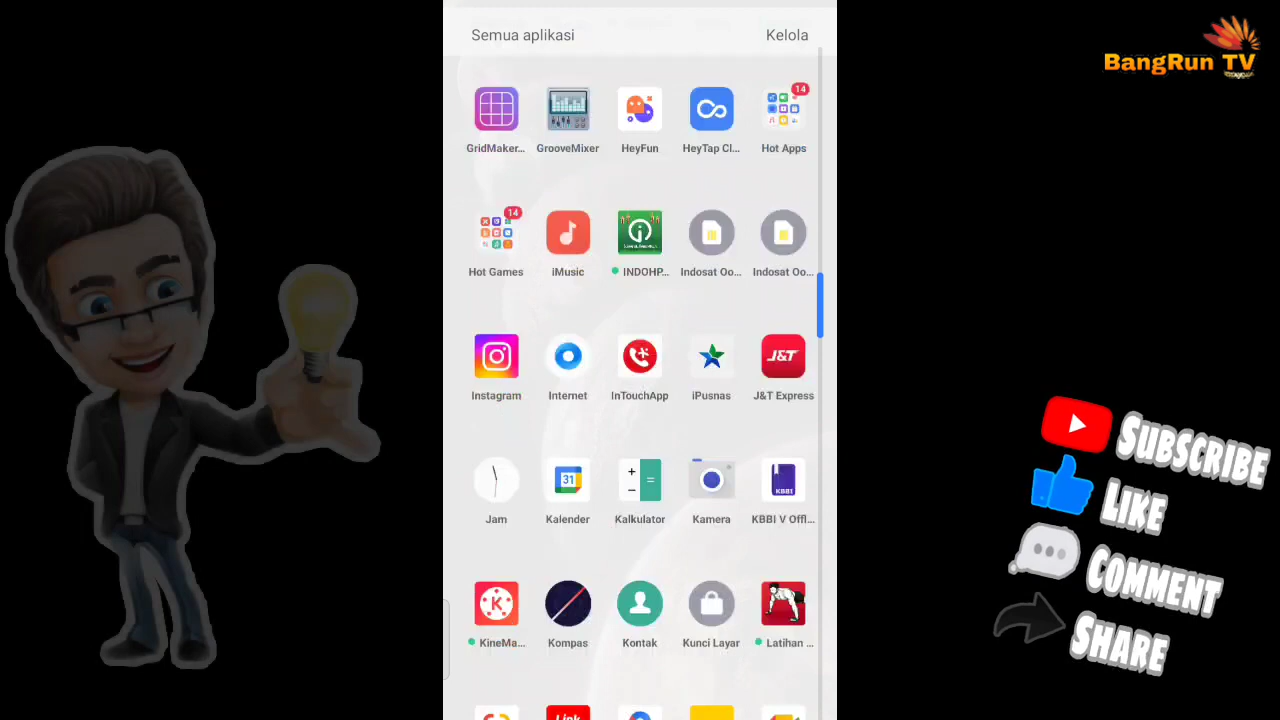 Semua aplikasi
Kelola
BangRun TV
14
GridMaker...
GrooveMixer
HeyFun
HeyTap Cl...
Hot Apps
14
Hot Games
iMusic
INDOHP...
Indosat Oo...
Indosat Oo...
J&T
Instagram
Internet
InTouchApp
iPusnas
J&T Express
31
KBBI
Jam
Kalender
Kalkulator
Kamera
KBBI V Offl...
K
KineMa...
Kompas
Kontak
Kunci Layar
Latihan ...
Link
SUBSCRIBE
LIKE
COMMENT
SHARE